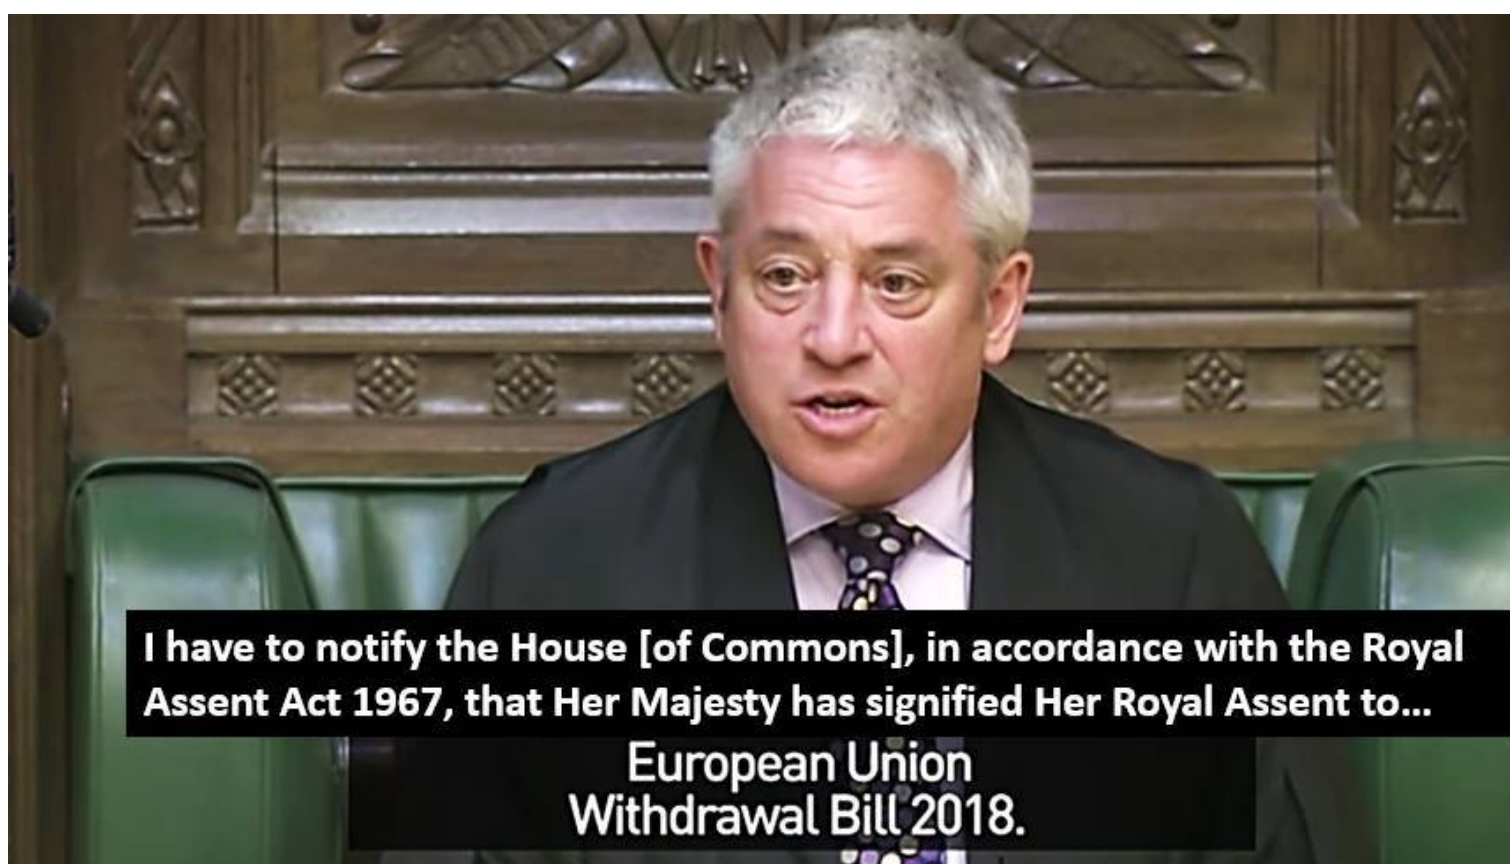 I have to notify the House [of Commons], in accordance with the Royal
Assent Act 1967, that Her Majesty has signified Her Royal Assent to...
European Union
Withdrawal Bill 2018.